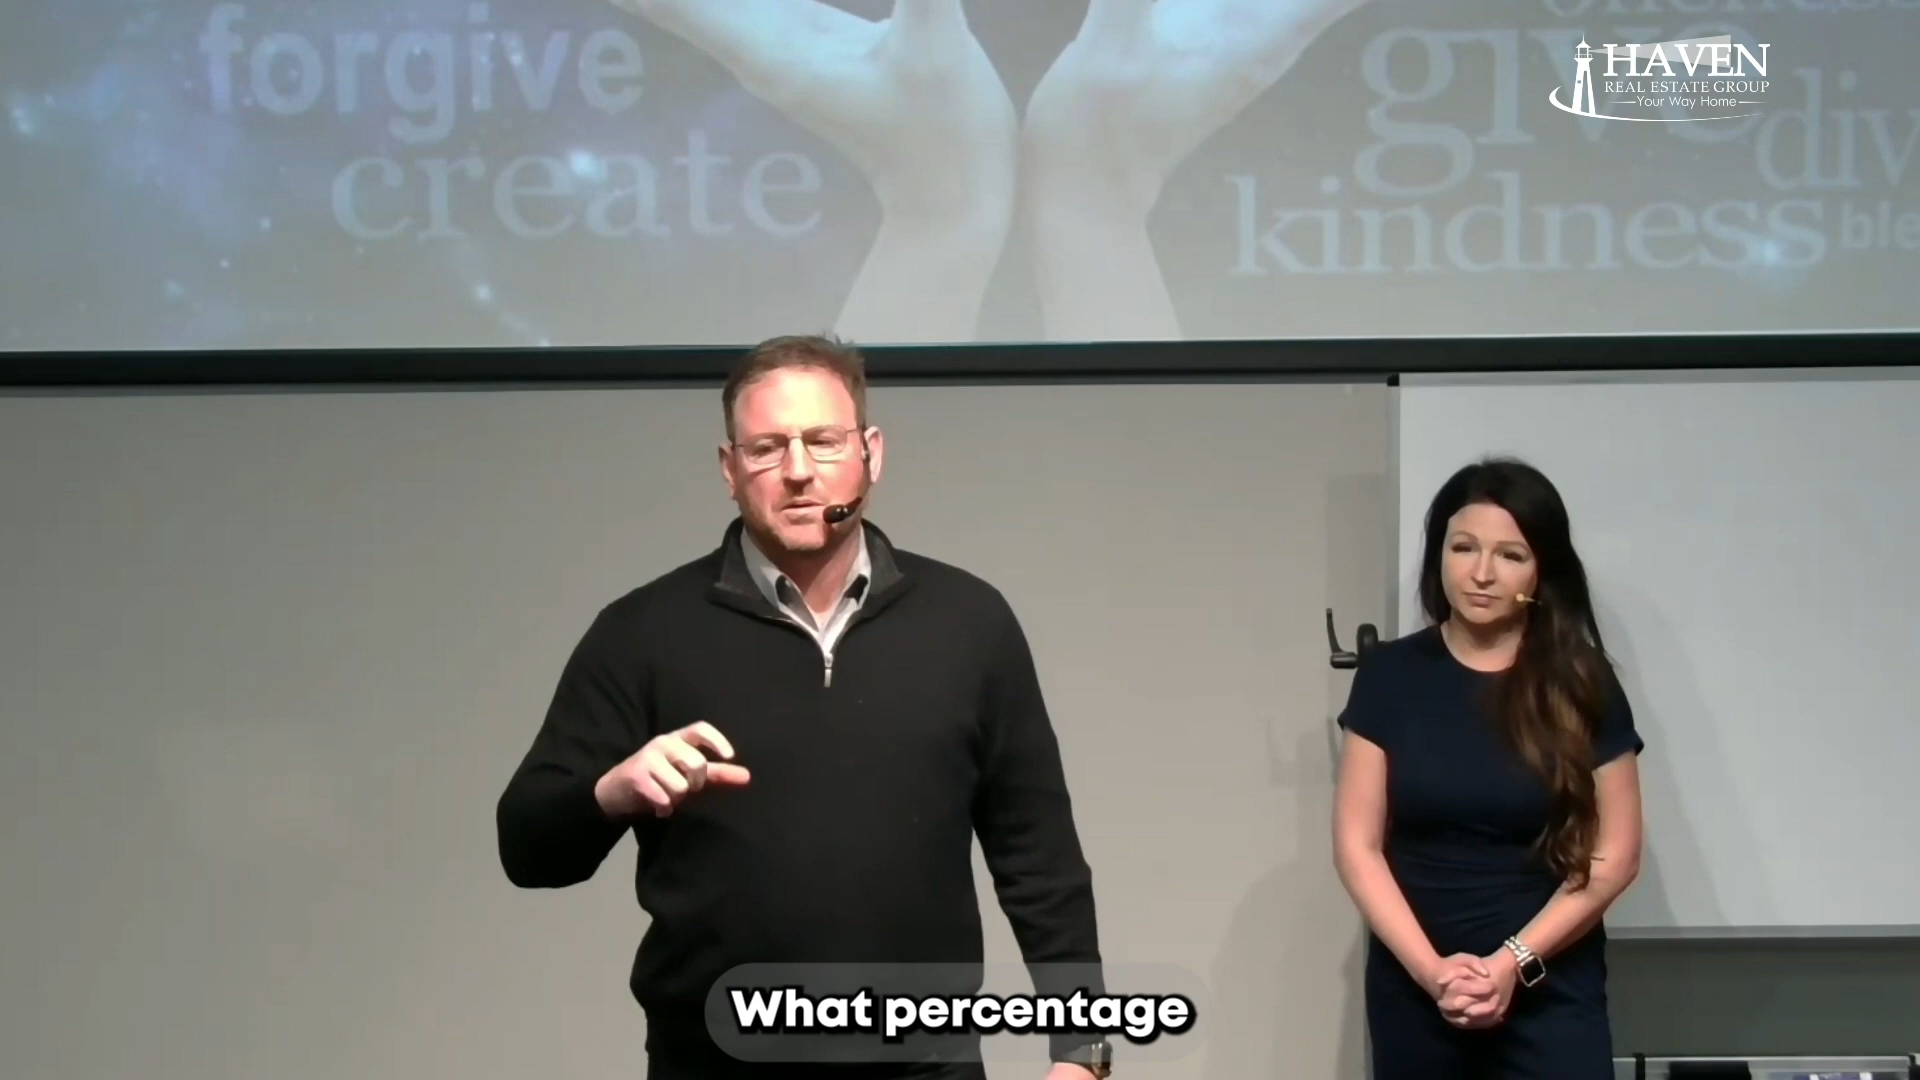 forgive
create
give
kindness
HAVEN
REAL ESTATE GROUP
Your Way Home
What percentage